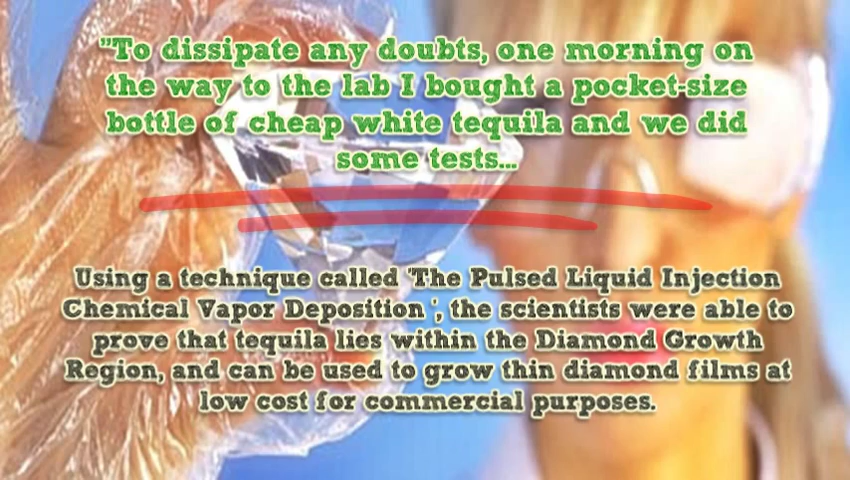 "To dissipate any doubts, one morning on
the way to the lab I bought a pocket-size
bottle of cheap white tequila and we did
some tests...
Using a technique called 'The Pulsed Liquid Injection
Chemical Vapor Deposition ', the scientists were able to
prove that tequila lies within the Diamond Growth
Region, and can be used to grow thin diamond films at
low cost for commercial purposes.